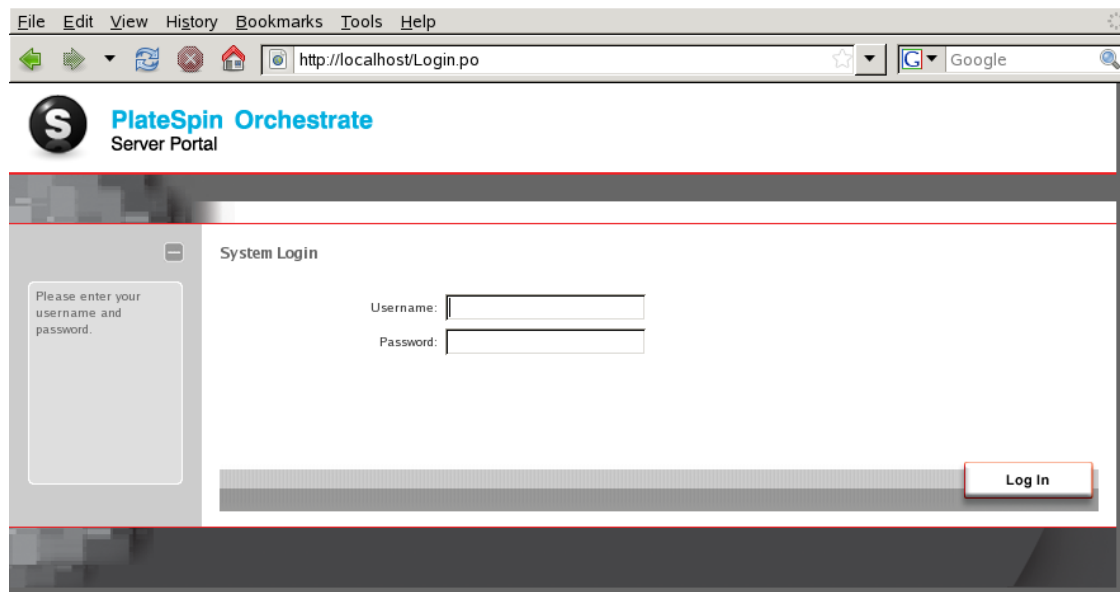 File Edit View History Bookmarks Tools Help
http://localhost/Login.po
G Google
S
PlateSpin Orchestrate
Server Portal
System Login
Please enter your
username and
password.
Username:
Password:
Log In